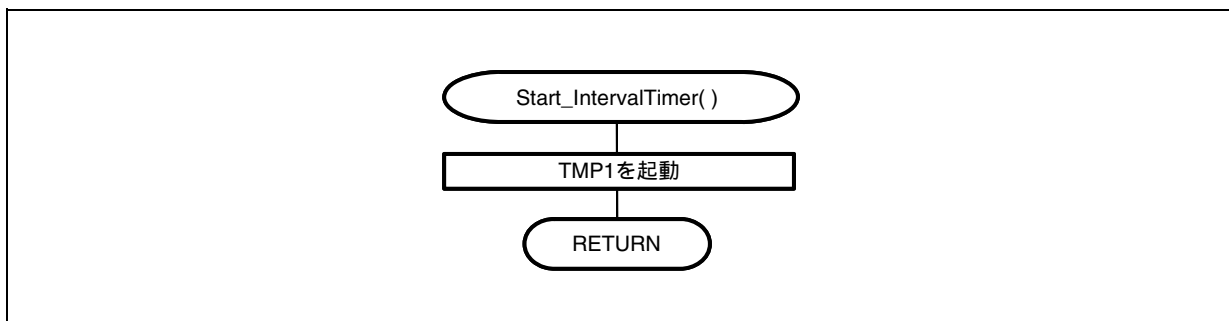 Start_IntervalTimer( )
TMP1を起動
RETURN